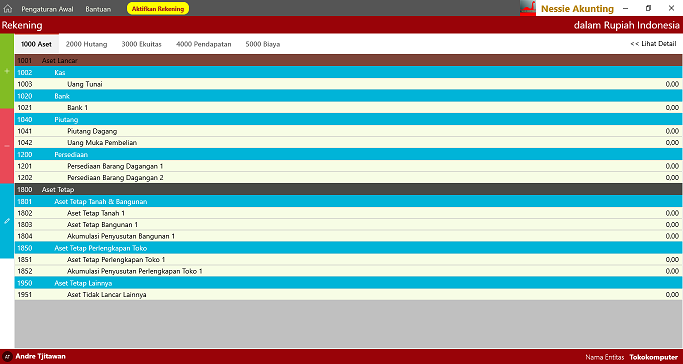 Pengaturan Awal Bantuan Aktifkan Rekening Nessie Akunting
Rekening dalam Rupiah Indonesia
1000 Aset 2000 Hutang 3000 Ekuitas 4000 Pendapatan 5000 Biaya << Lihat Detail
1001 Aset Lancar
1002 Kas
1003 Uang Tunai 0,00
1020 Bank
1021 Bank 1 0,00
1040 Piutang
1041 Piutang Dagang 0,00
1042 Uang Muka Pembelian 0,00
1200 Persediaan
1201 Persediaan Barang Dagangan 1 0,00
1202 Persediaan Barang Dagangan 2 0,00
1800 Aset Tetap
1801 Aset Tetap Tanah & Bangunan
1802 Aset Tetap Tanah 1 0,00
1803 Aset Tetap Bangunan 1 0,00
1804 Akumulasi Penyusutan Bangunan 1 0,00
1850 Aset Tetap Perlengkapan Toko
1851 Aset Tetap Perlengkapan Toko 1 0,00
1852 Akumulasi Penyusutan Perlengkapan Toko 1 0,00
1950 Aset Tetap Lainnya
1951 Aset Tidak Lancar Lainnya 0,00
AT Andre Tjitawan Nama Entitas Tokokomputer